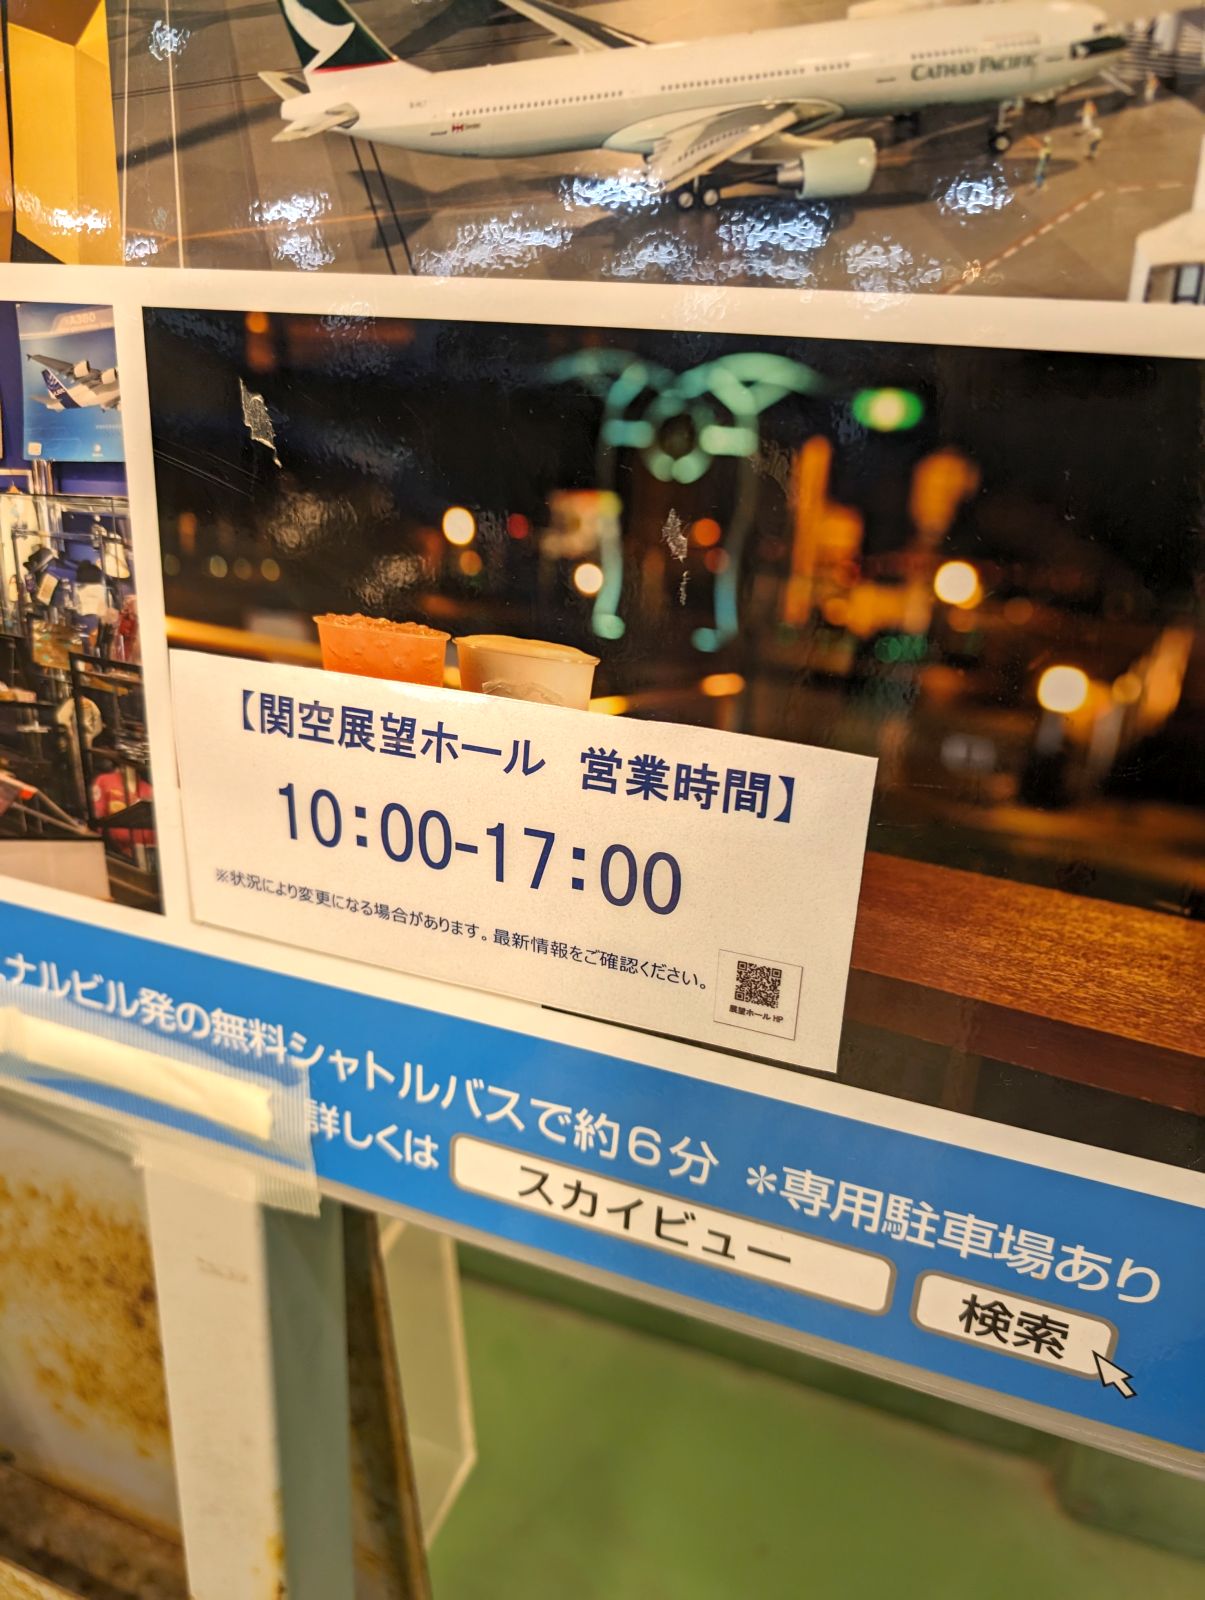 CATHAY PACIFIC
【関空展望ホール 営業時間】
10:00-17:00
※状況により変更になる場合があります。最新情報をご確認ください。
展望ホール HP
ナルビル発の無料シャトルバスで約6分 *専用駐車場あり
詳しくは スカイビュー 検索